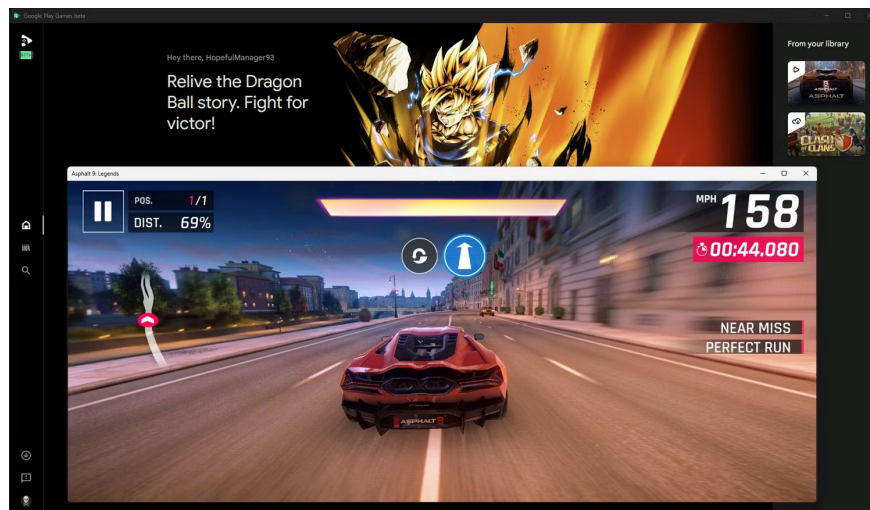 Google Play Games beta
BETA
Hey there, HopefulManager93
Relive the Dragon
Ball story. Fight for
victor!
From your library
ASPHALT
CLASH
OF CLANS
Asphalt 9: Legends
POS. 1/1
DIST. 69%
MPH 158
00:44.080
NEAR MISS
PERFECT RUN
ASPHALT 9